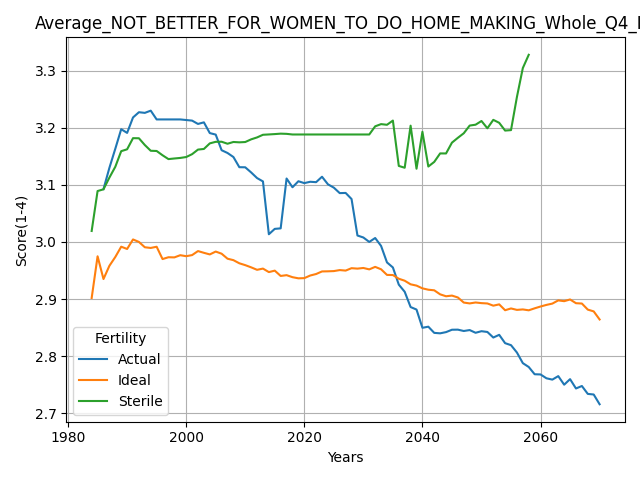 Average_NOT_BETTER_FOR_WOMEN_TO_DO_HOME_MAKING_Whole_Q4_
Score(1-4)
3.3
3.2
3.1
3.0
2.9
2.8
2.7
Fertility
Actual
Ideal
Sterile
1980 2000 2020 2040 2060
Years